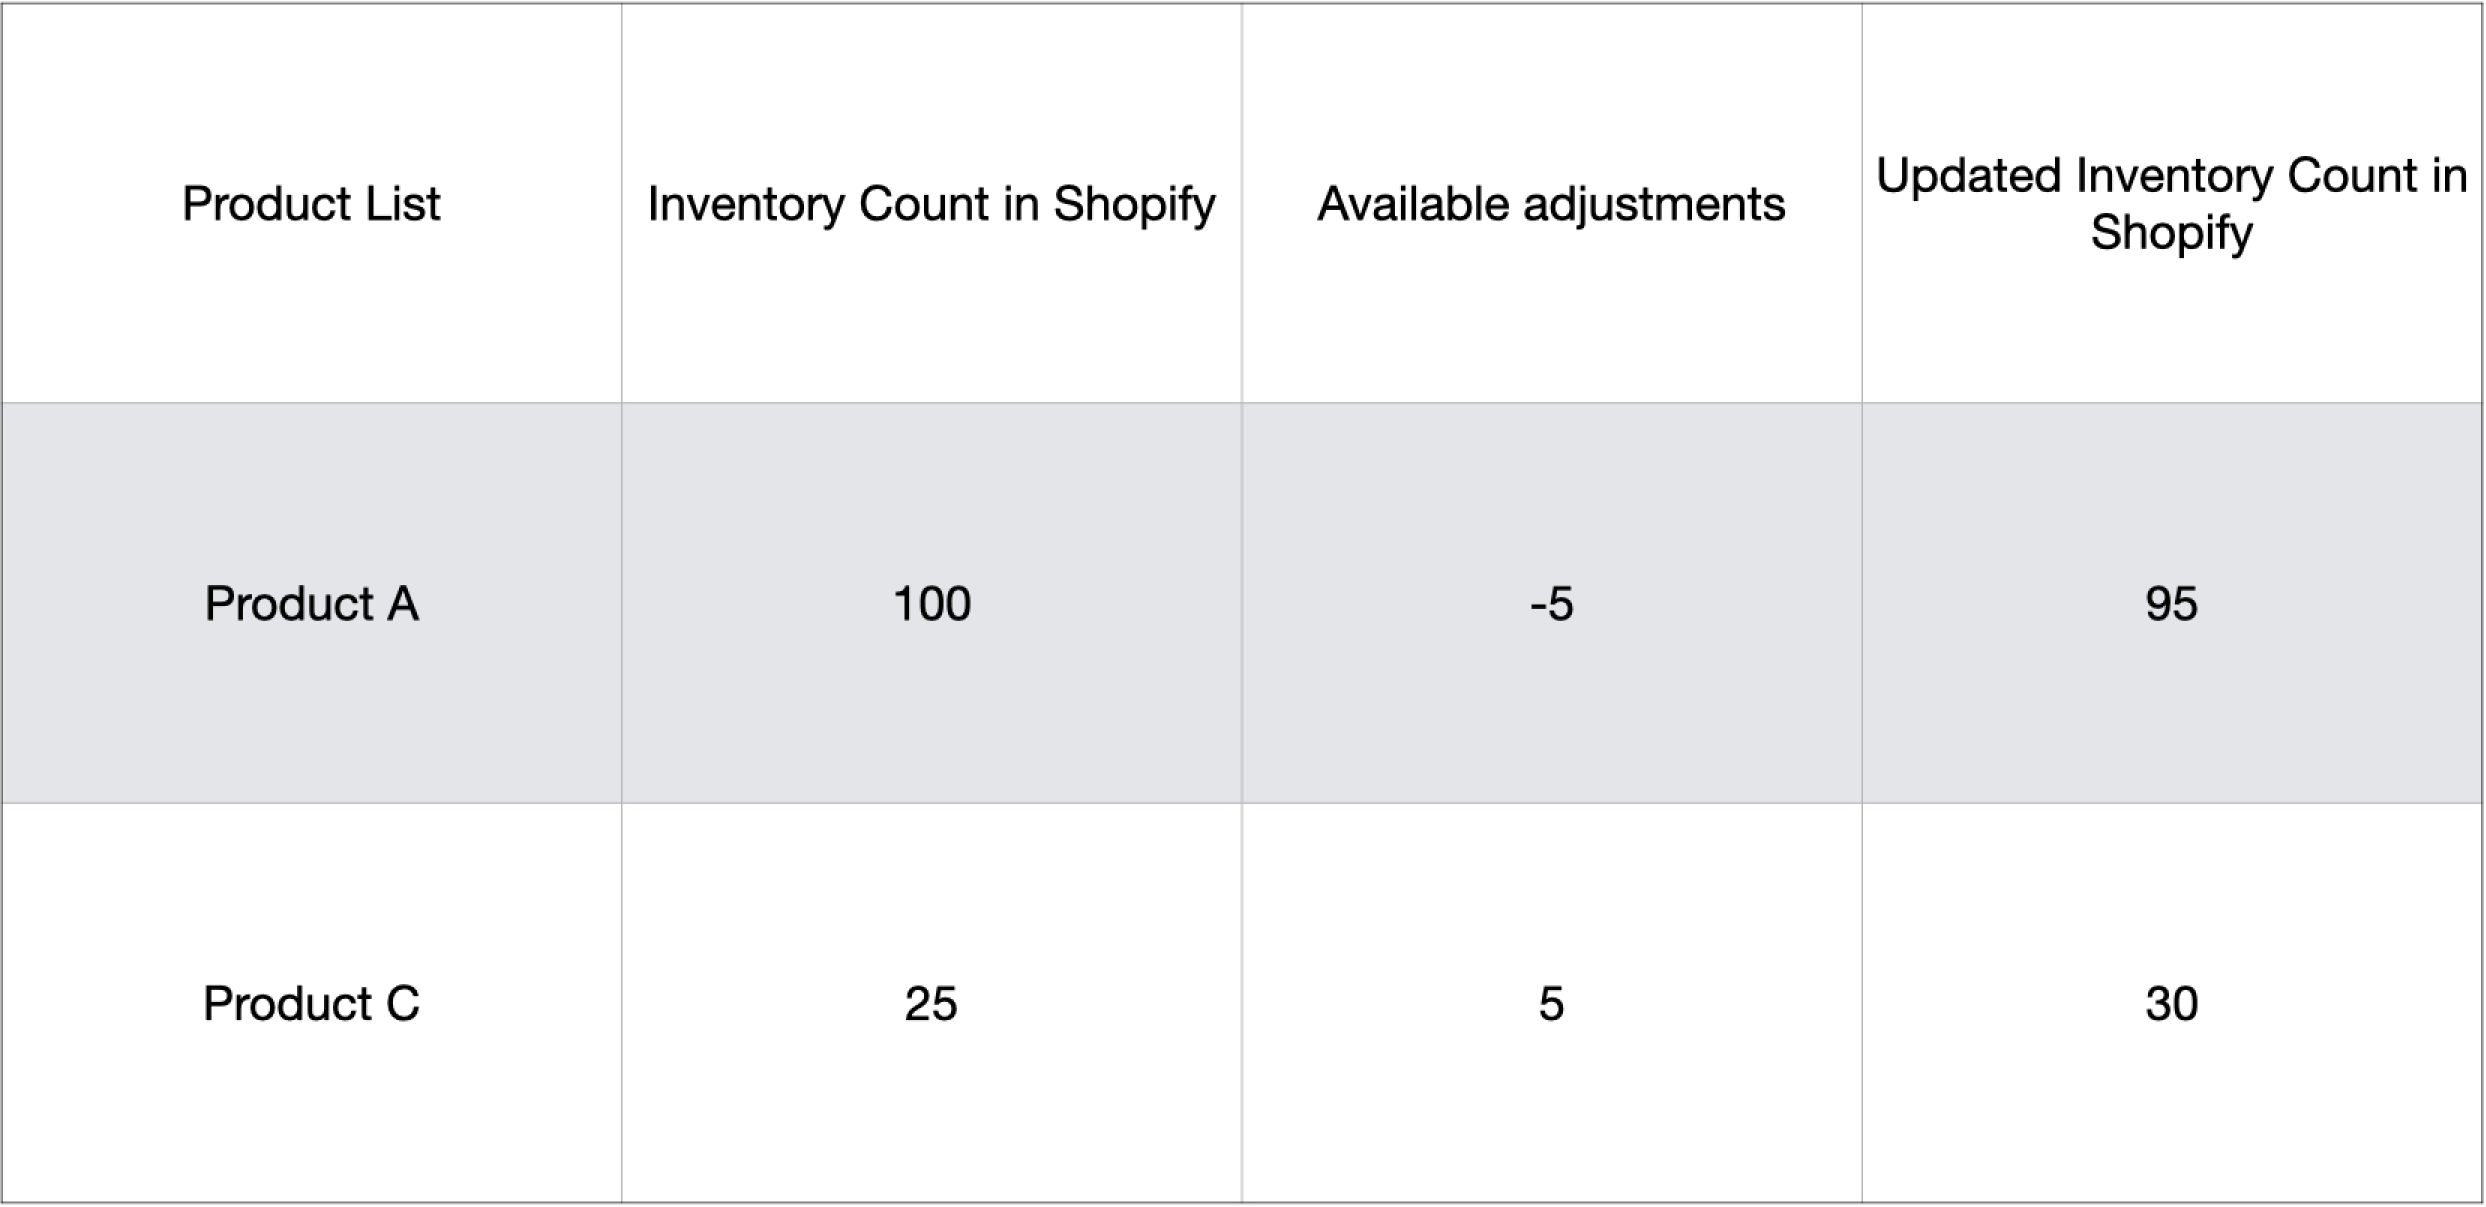 Product List
Inventory Count in Shopify
Available adjustments
Updated Inventory Count in
Shopify
Product A
100
-5
95
Product C
25
5
30